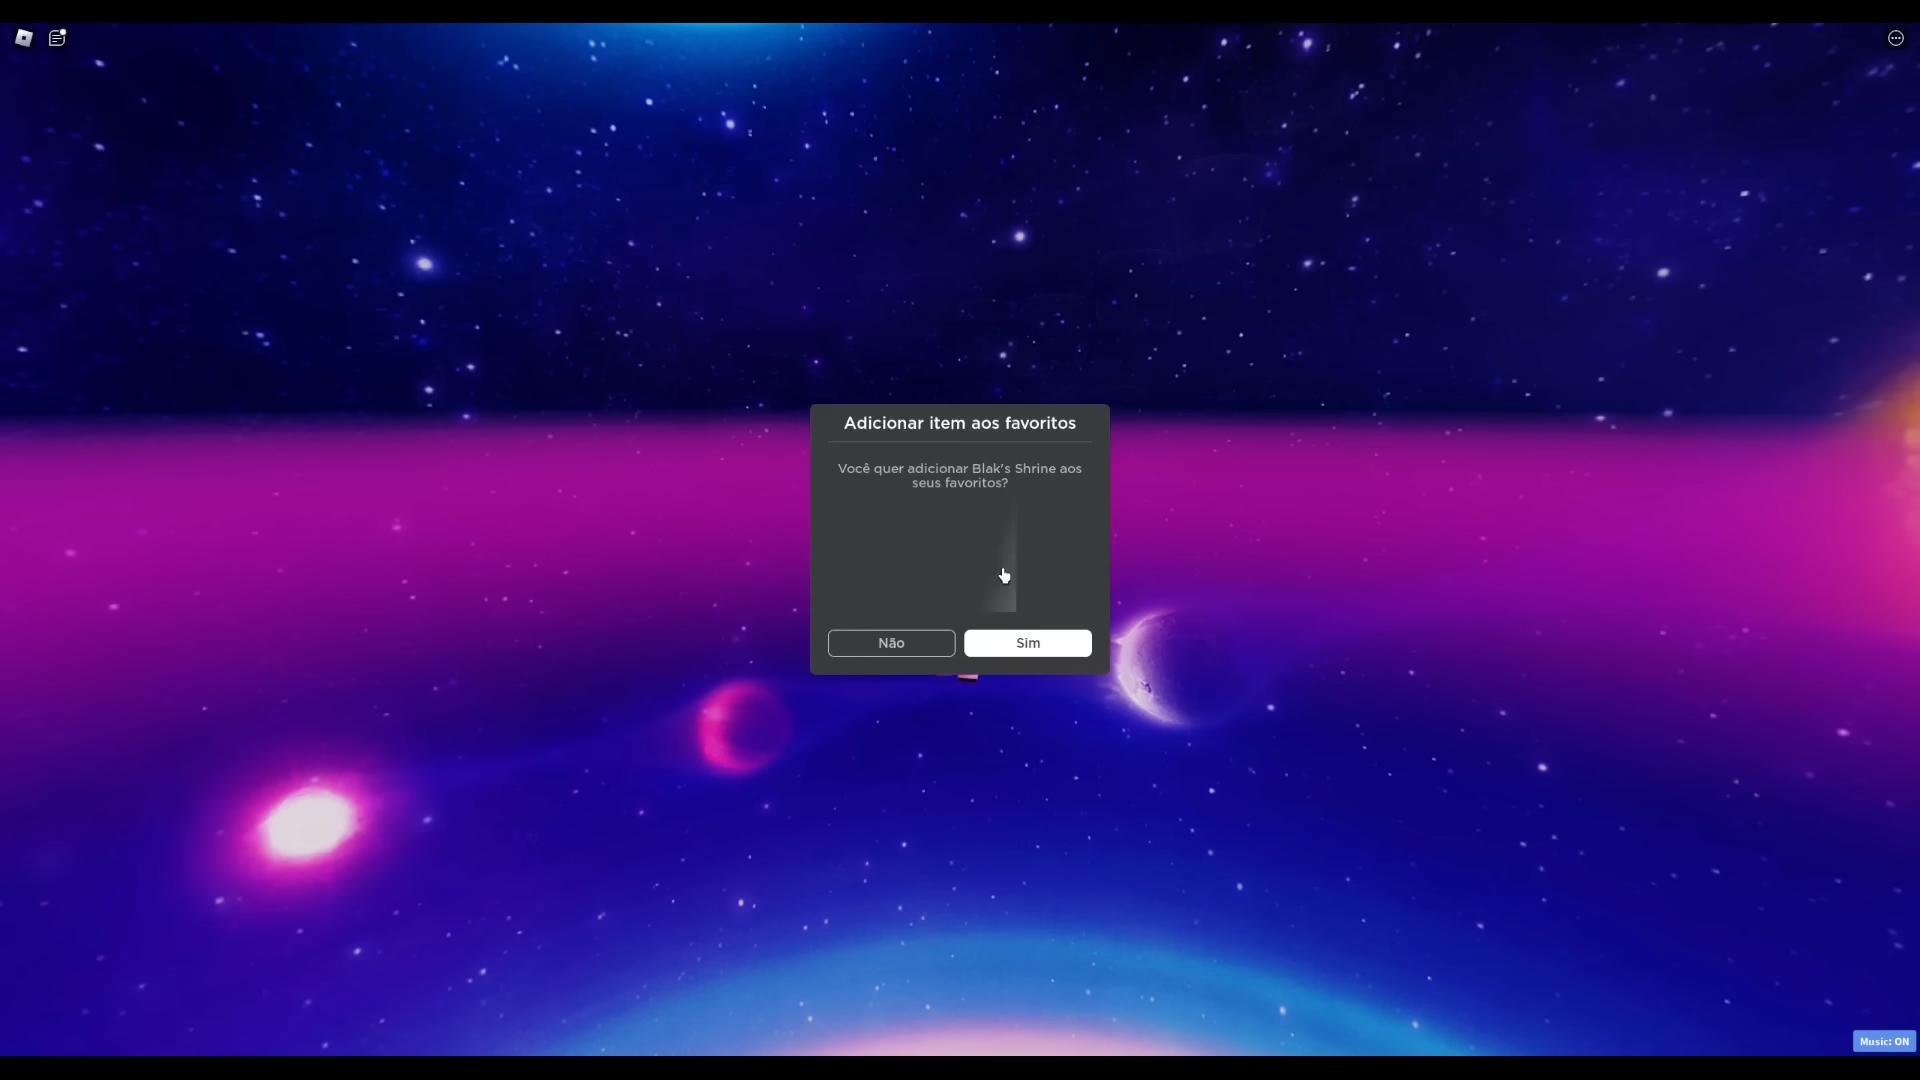 Adicionar item aos favoritos
Você quer adicionar Blak's Shrine aos
seus favoritos?
Não
Sim
Music: ON